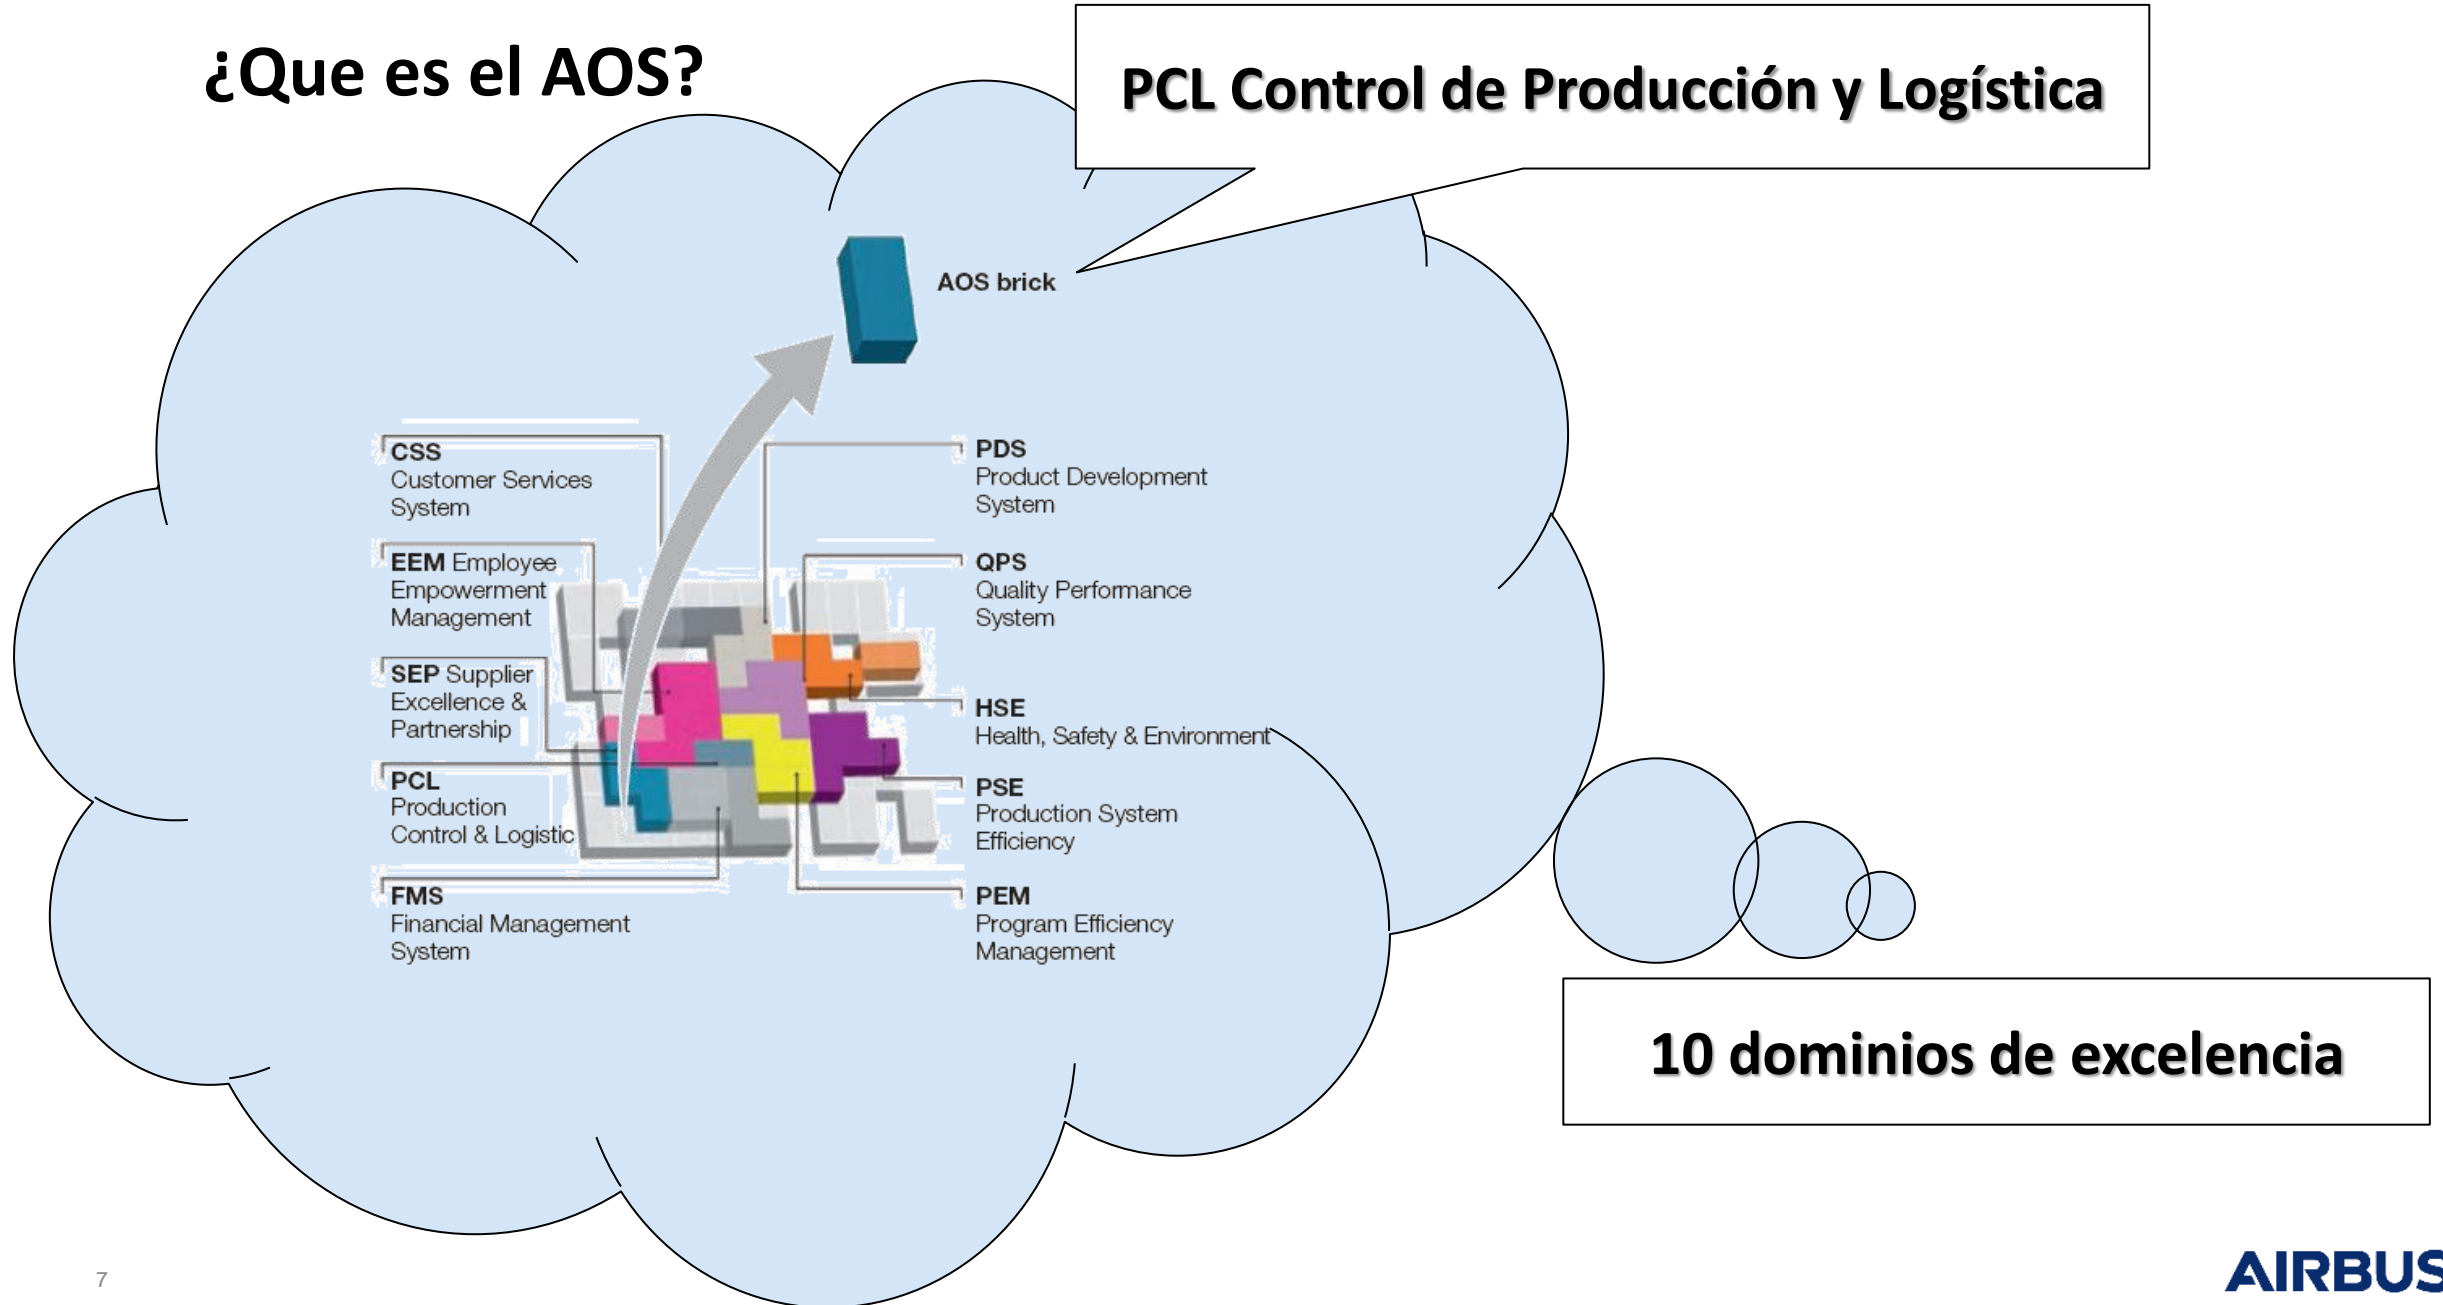 ¿Que es el AOS?
PCL Control de Producción y Logística
AOS brick
CSS
Customer Services
System
EEM Employee
Empowerment
Management
SEP Supplier
Excellence &
Partnership
PCL
Production
Control & Logistic
FMS
Financial Management
System
PDS
Product Development
System
QPS
Quality Performance
System
HSE
Health, Safety & Environment
PSE
Production System
Efficiency
PEM
Program Efficiency
Management
10 dominios de excelencia
7
AIRBUS